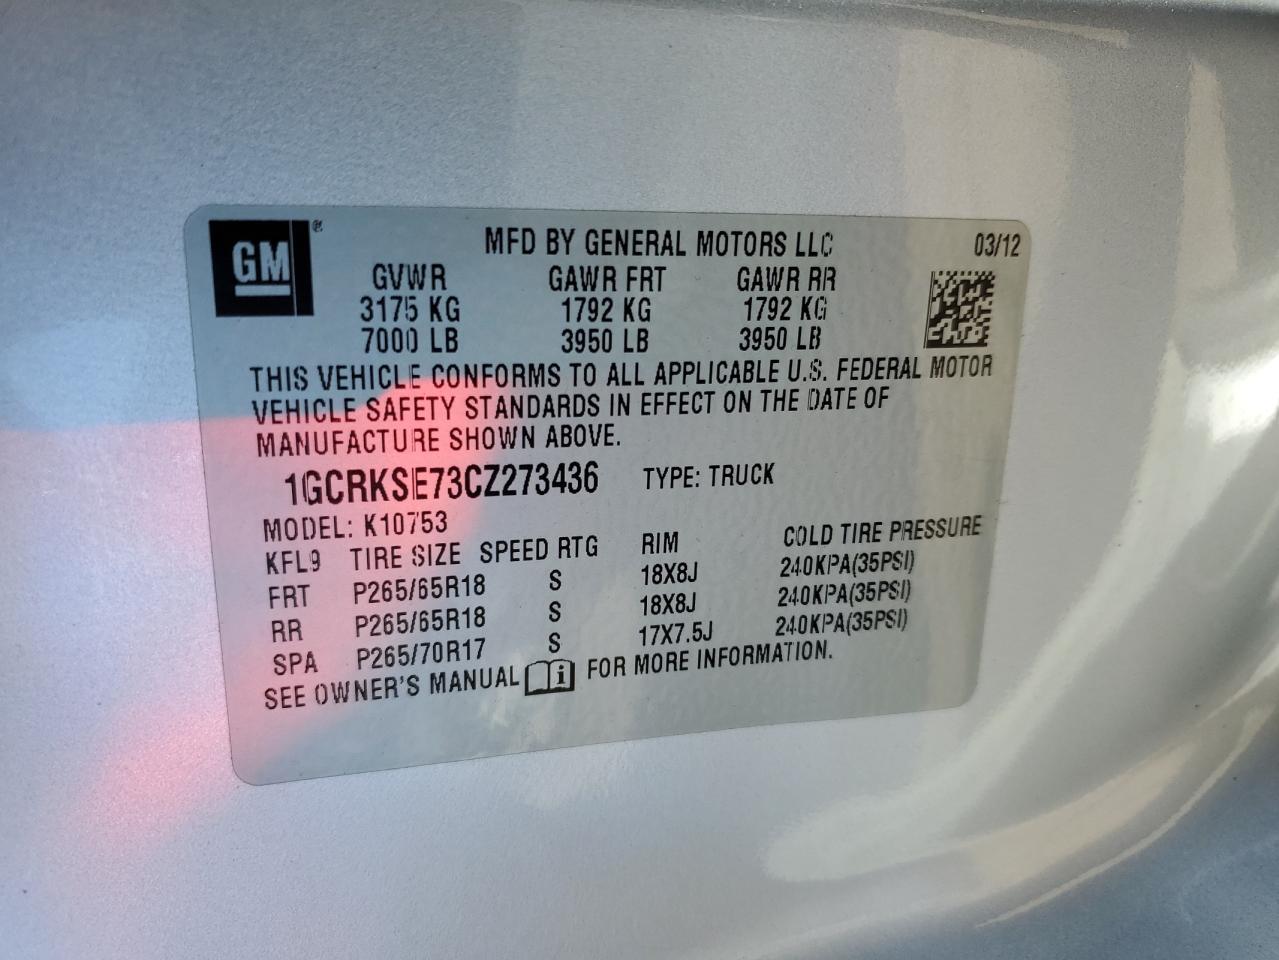 GM ® MFD BY GENERAL MOTORS LLC 03/12
GVWR GAWR FRT GAWR RR
3175 KG 1792 KG 1792 KG
7000 LB 3950 LB 3950 LB
THIS VEHICLE CONFORMS TO ALL APPLICABLE U.S. FEDERAL MOTOR
VEHICLE SAFETY STANDARDS IN EFFECT ON THE DATE OF
MANUFACTURE SHOWN ABOVE.
1GCRKSE73CZ273436 TYPE: TRUCK
MODEL: K10753
KFL9 TIRE SIZE SPEED RTG RIM COLD TIRE PRESSURE
FRT P265/65R18 S 18X8J 240KPA(35PSI)
RR P265/65R18 S 18X8J 240KPA(35PSI)
SPA P265/70R17 S 17X7.5J 240KPA(35PSI)
SEE OWNER'S MANUAL i FOR MORE INFORMATION.